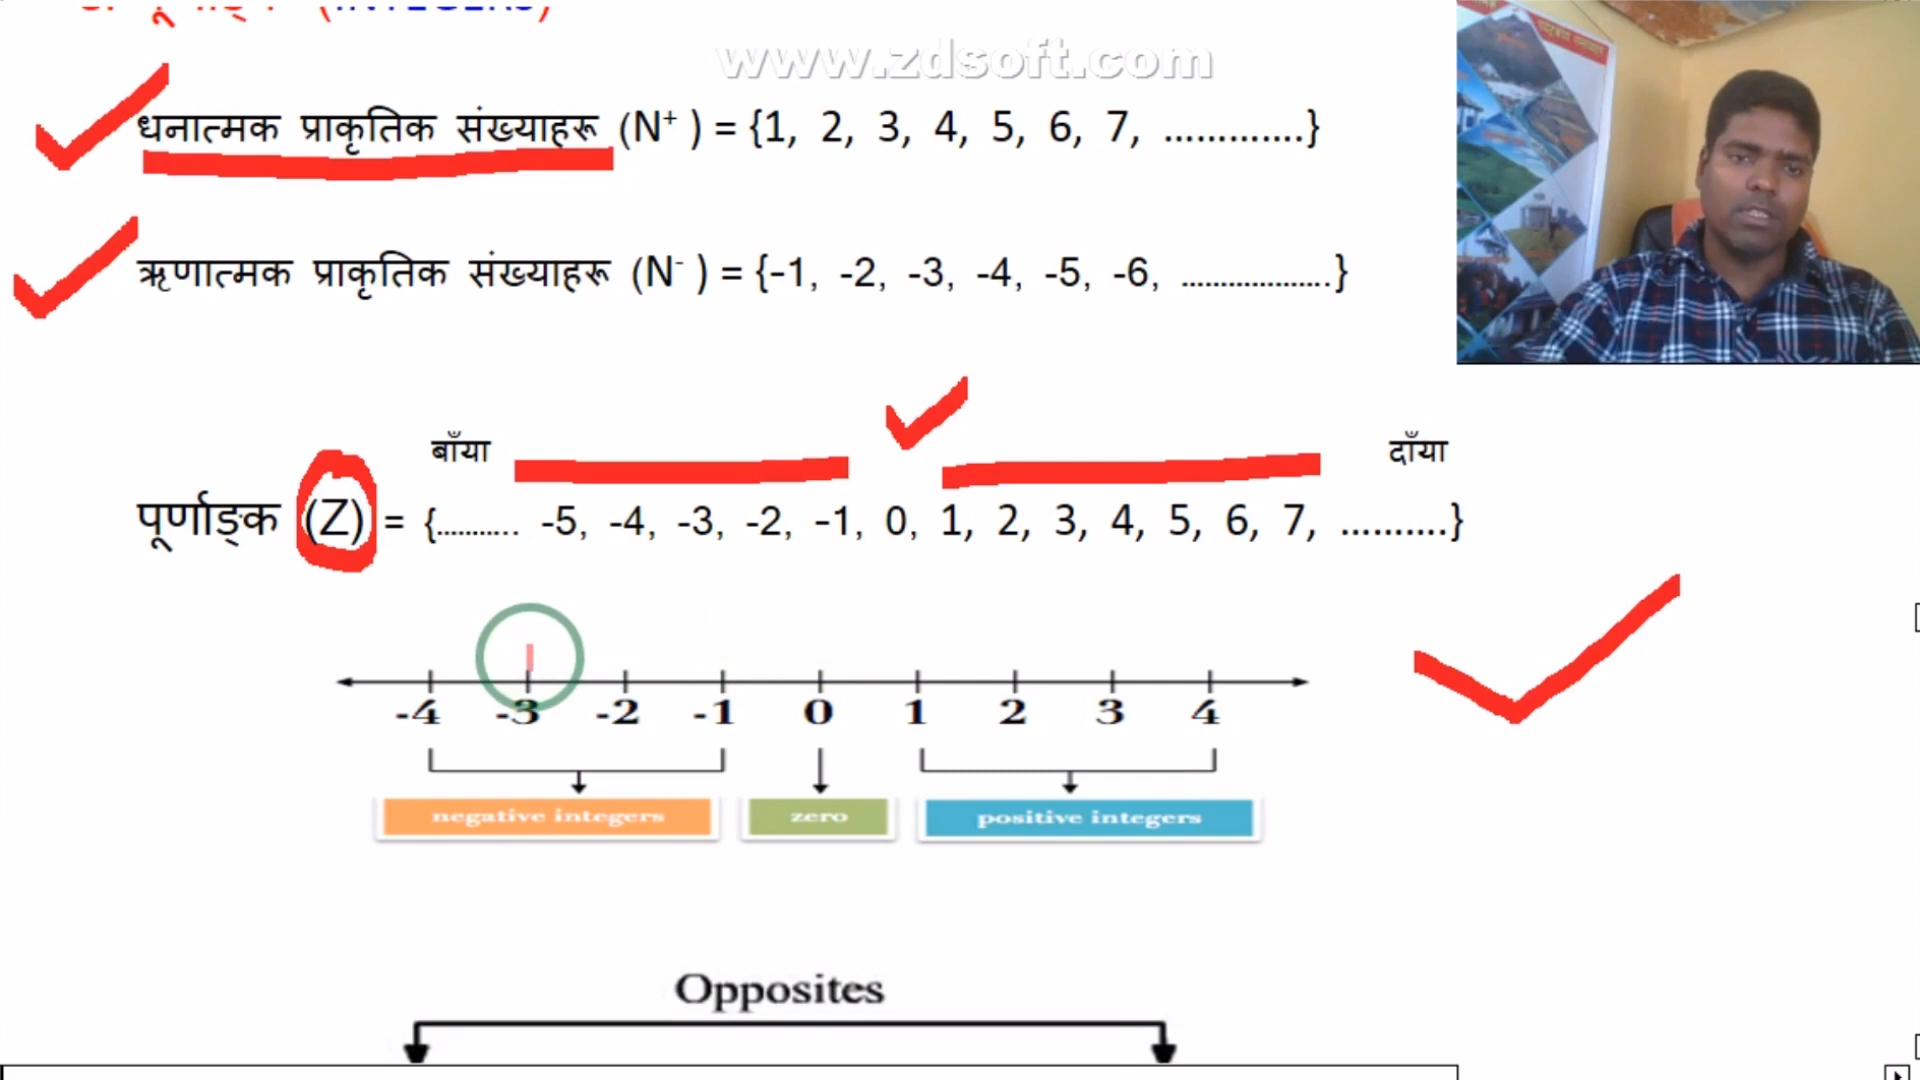 (INTEGERS)
www.zdsoft.com
धनात्मक प्राकृतिक संख्याहरू (N⁺ ) = {1, 2, 3, 4, 5, 6, 7, .............}
ऋणात्मक प्राकृतिक संख्याहरू (N⁻ ) = {-1, -2, -3, -4, -5, -6, ...................}
बाँया दाँया
पूर्णाङ्क (Z) = {........... -5, -4, -3, -2, -1, 0, 1, 2, 3, 4, 5, 6, 7, ..........}
-4 -3 -2 -1 0 1 2 3 4
negative integers zero positive integers
Opposites